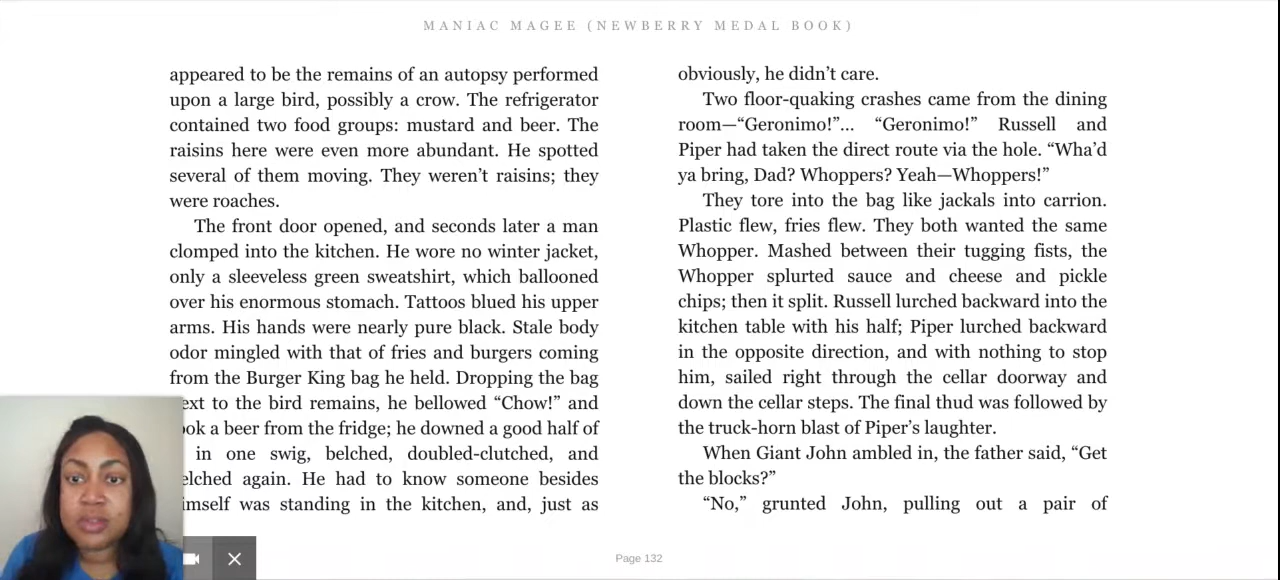 MANIAC MAGEE (NEWBERRY MEDAL BOOK)
appeared to be the remains of an autopsy performed
upon a large bird, possibly a crow. The refrigerator
contained two food groups: mustard and beer. The
raisins here were even more abundant. He spotted
several of them moving. They weren’t raisins; they
were roaches.
The front door opened, and seconds later a man
clomped into the kitchen. He wore no winter jacket,
only a sleeveless green sweatshirt, which ballooned
over his enormous stomach. Tattoos blued his upper
arms. His hands were nearly pure black. Stale body
odor mingled with that of fries and burgers coming
from the Burger King bag he held. Dropping the bag
ext to the bird remains, he bellowed “Chow!” and
ok a beer from the fridge; he downed a good half of
in one swig, belched, doubled-clutched, and
elched again. He had to know someone besides
imself was standing in the kitchen, and, just as
obviously, he didn’t care.
Two floor-quaking crashes came from the dining
room—“Geronimo!”... “Geronimo!” Russell and
Piper had taken the direct route via the hole. “Wha’d
ya bring, Dad? Whoppers? Yeah—Whoppers!”
They tore into the bag like jackals into carrion.
Plastic flew, fries flew. They both wanted the same
Whopper. Mashed between their tugging fists, the
Whopper splurted sauce and cheese and pickle
chips; then it split. Russell lurched backward into the
kitchen table with his half; Piper lurched backward
in the opposite direction, and with nothing to stop
him, sailed right through the cellar doorway and
down the cellar steps. The final thud was followed by
the truck-horn blast of Piper’s laughter.
When Giant John ambled in, the father said, “Get
the blocks?”
“No,” grunted John, pulling out a pair of
Page 132